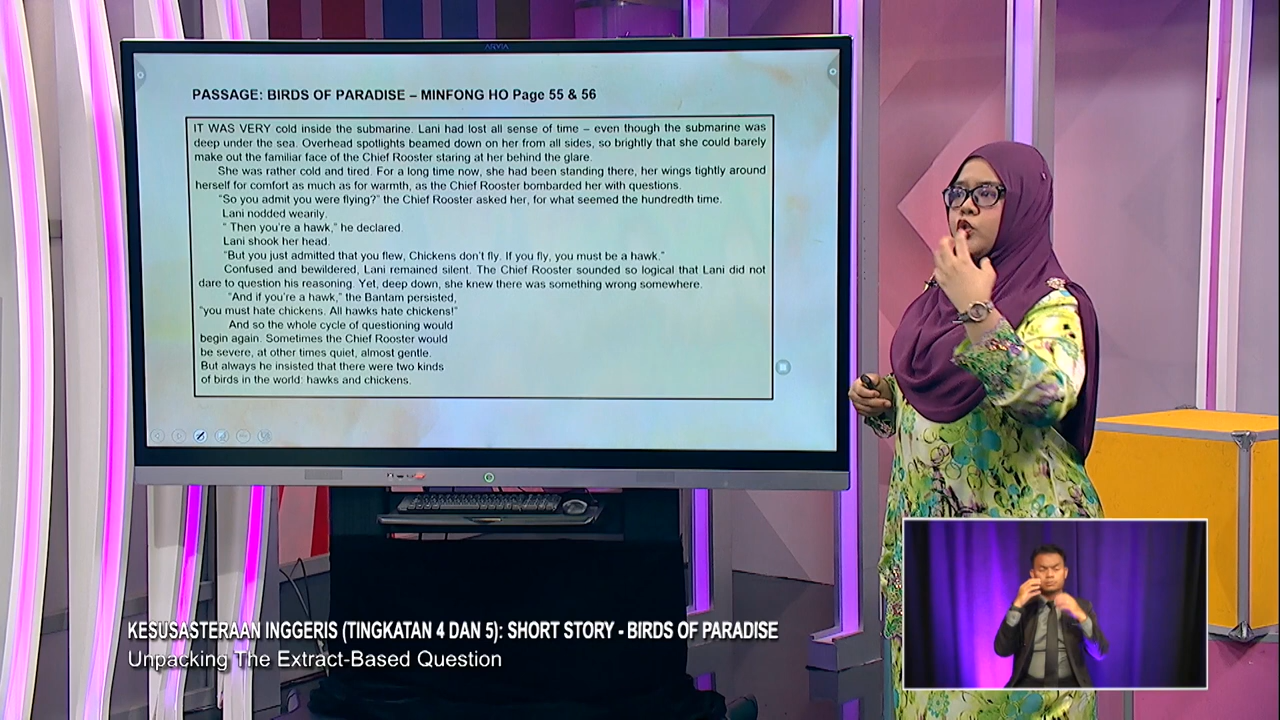 ANVIA
PASSAGE: BIRDS OF PARADISE – MINFONG HO Page 55 & 56
IT WAS VERY cold inside the submarine. Lani had lost all sense of time – even though the submarine was
deep under the sea. Overhead spotlights beamed down on her from all sides, so brightly that she could barely
make out the familiar face of the Chief Rooster staring at her behind the glare.
She was rather cold and tired. For a long time now, she had been standing there, her wings tightly around
herself for comfort as much as for warmth, as the Chief Rooster bombarded her with questions.
“So you admit you were flying?” the Chief Rooster asked her, for what seemed the hundredth time.
Lani nodded wearily.
“ Then you’re a hawk,” he declared.
Lani shook her head.
“But you just admitted that you flew, Chickens don’t fly. If you fly, you must be a hawk.”
Confused and bewildered, Lani remained silent. The Chief Rooster sounded so logical that Lani did not
dare to question his reasoning. Yet, deep down, she knew there was something wrong somewhere.
“And if you’re a hawk,” the Bantam persisted,
“you must hate chickens. All hawks hate chickens!”
And so the whole cycle of questioning would
begin again. Sometimes the Chief Rooster would
be severe, at other times quiet, almost gentle.
But always he insisted that there were two kinds
of birds in the world: hawks and chickens.
KESUSASTERAAN INGGERIS (TINGKATAN 4 DAN 5): SHORT STORY - BIRDS OF PARADISE
Unpacking The Extract-Based Question